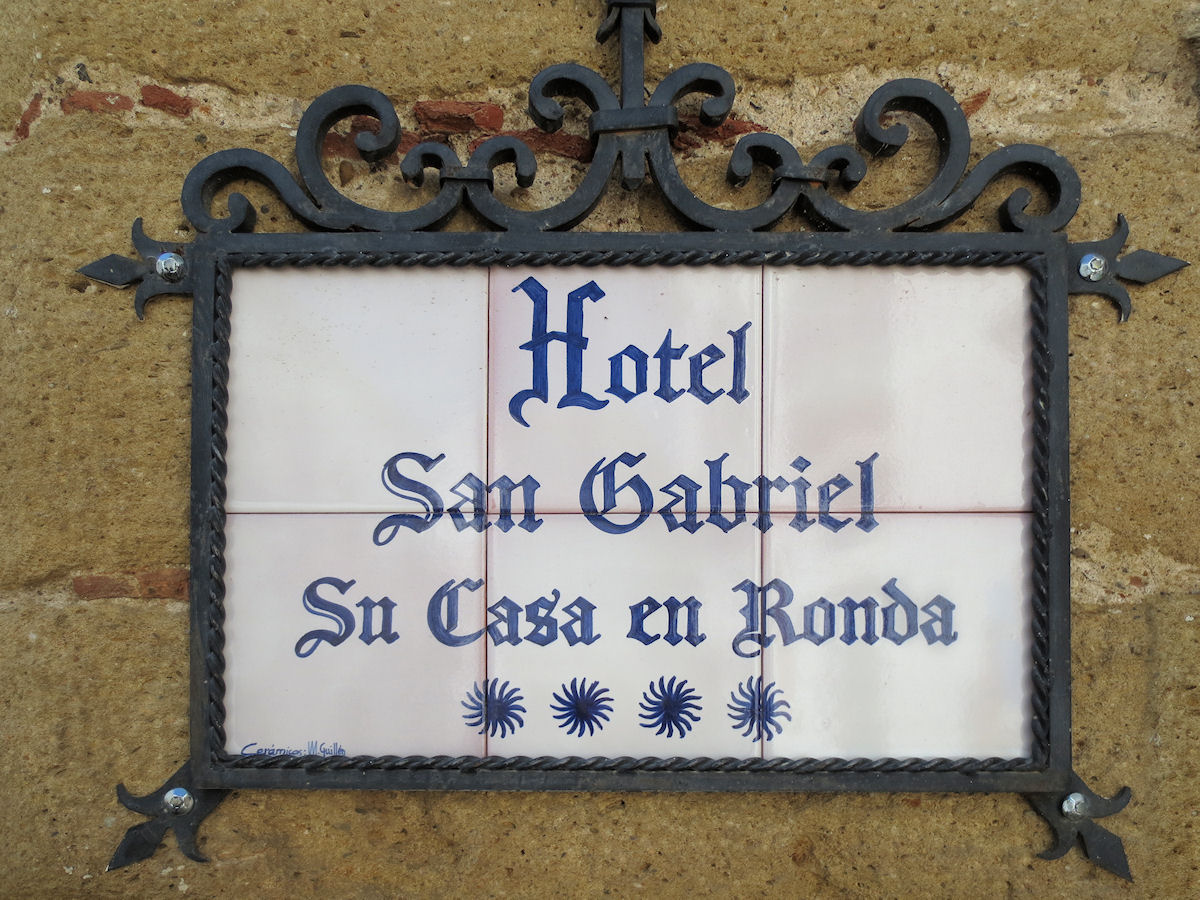 Hotel
San Gabriel
Su Casa en Ronda
Cerámicas: M. Guillén